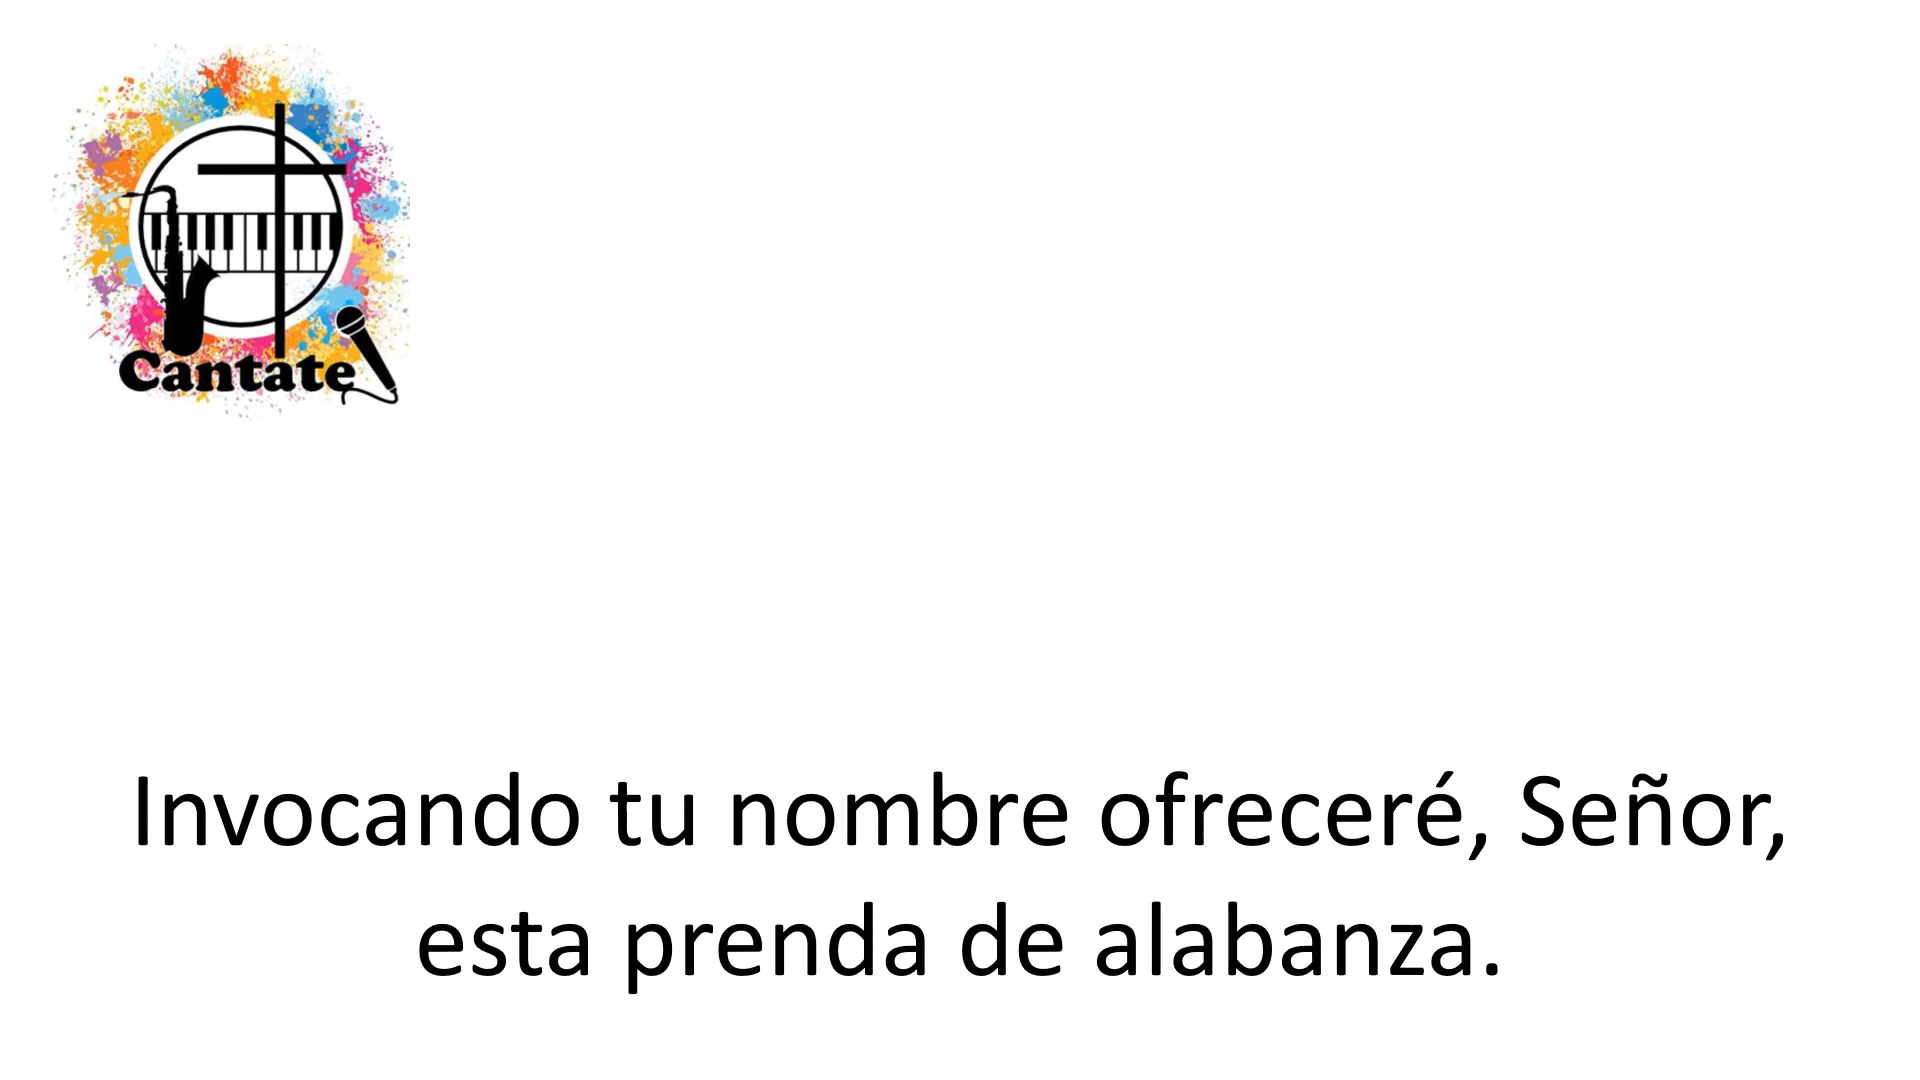 Cantate
Invocando tu nombre ofreceré, Señor,
esta prenda de alabanza.